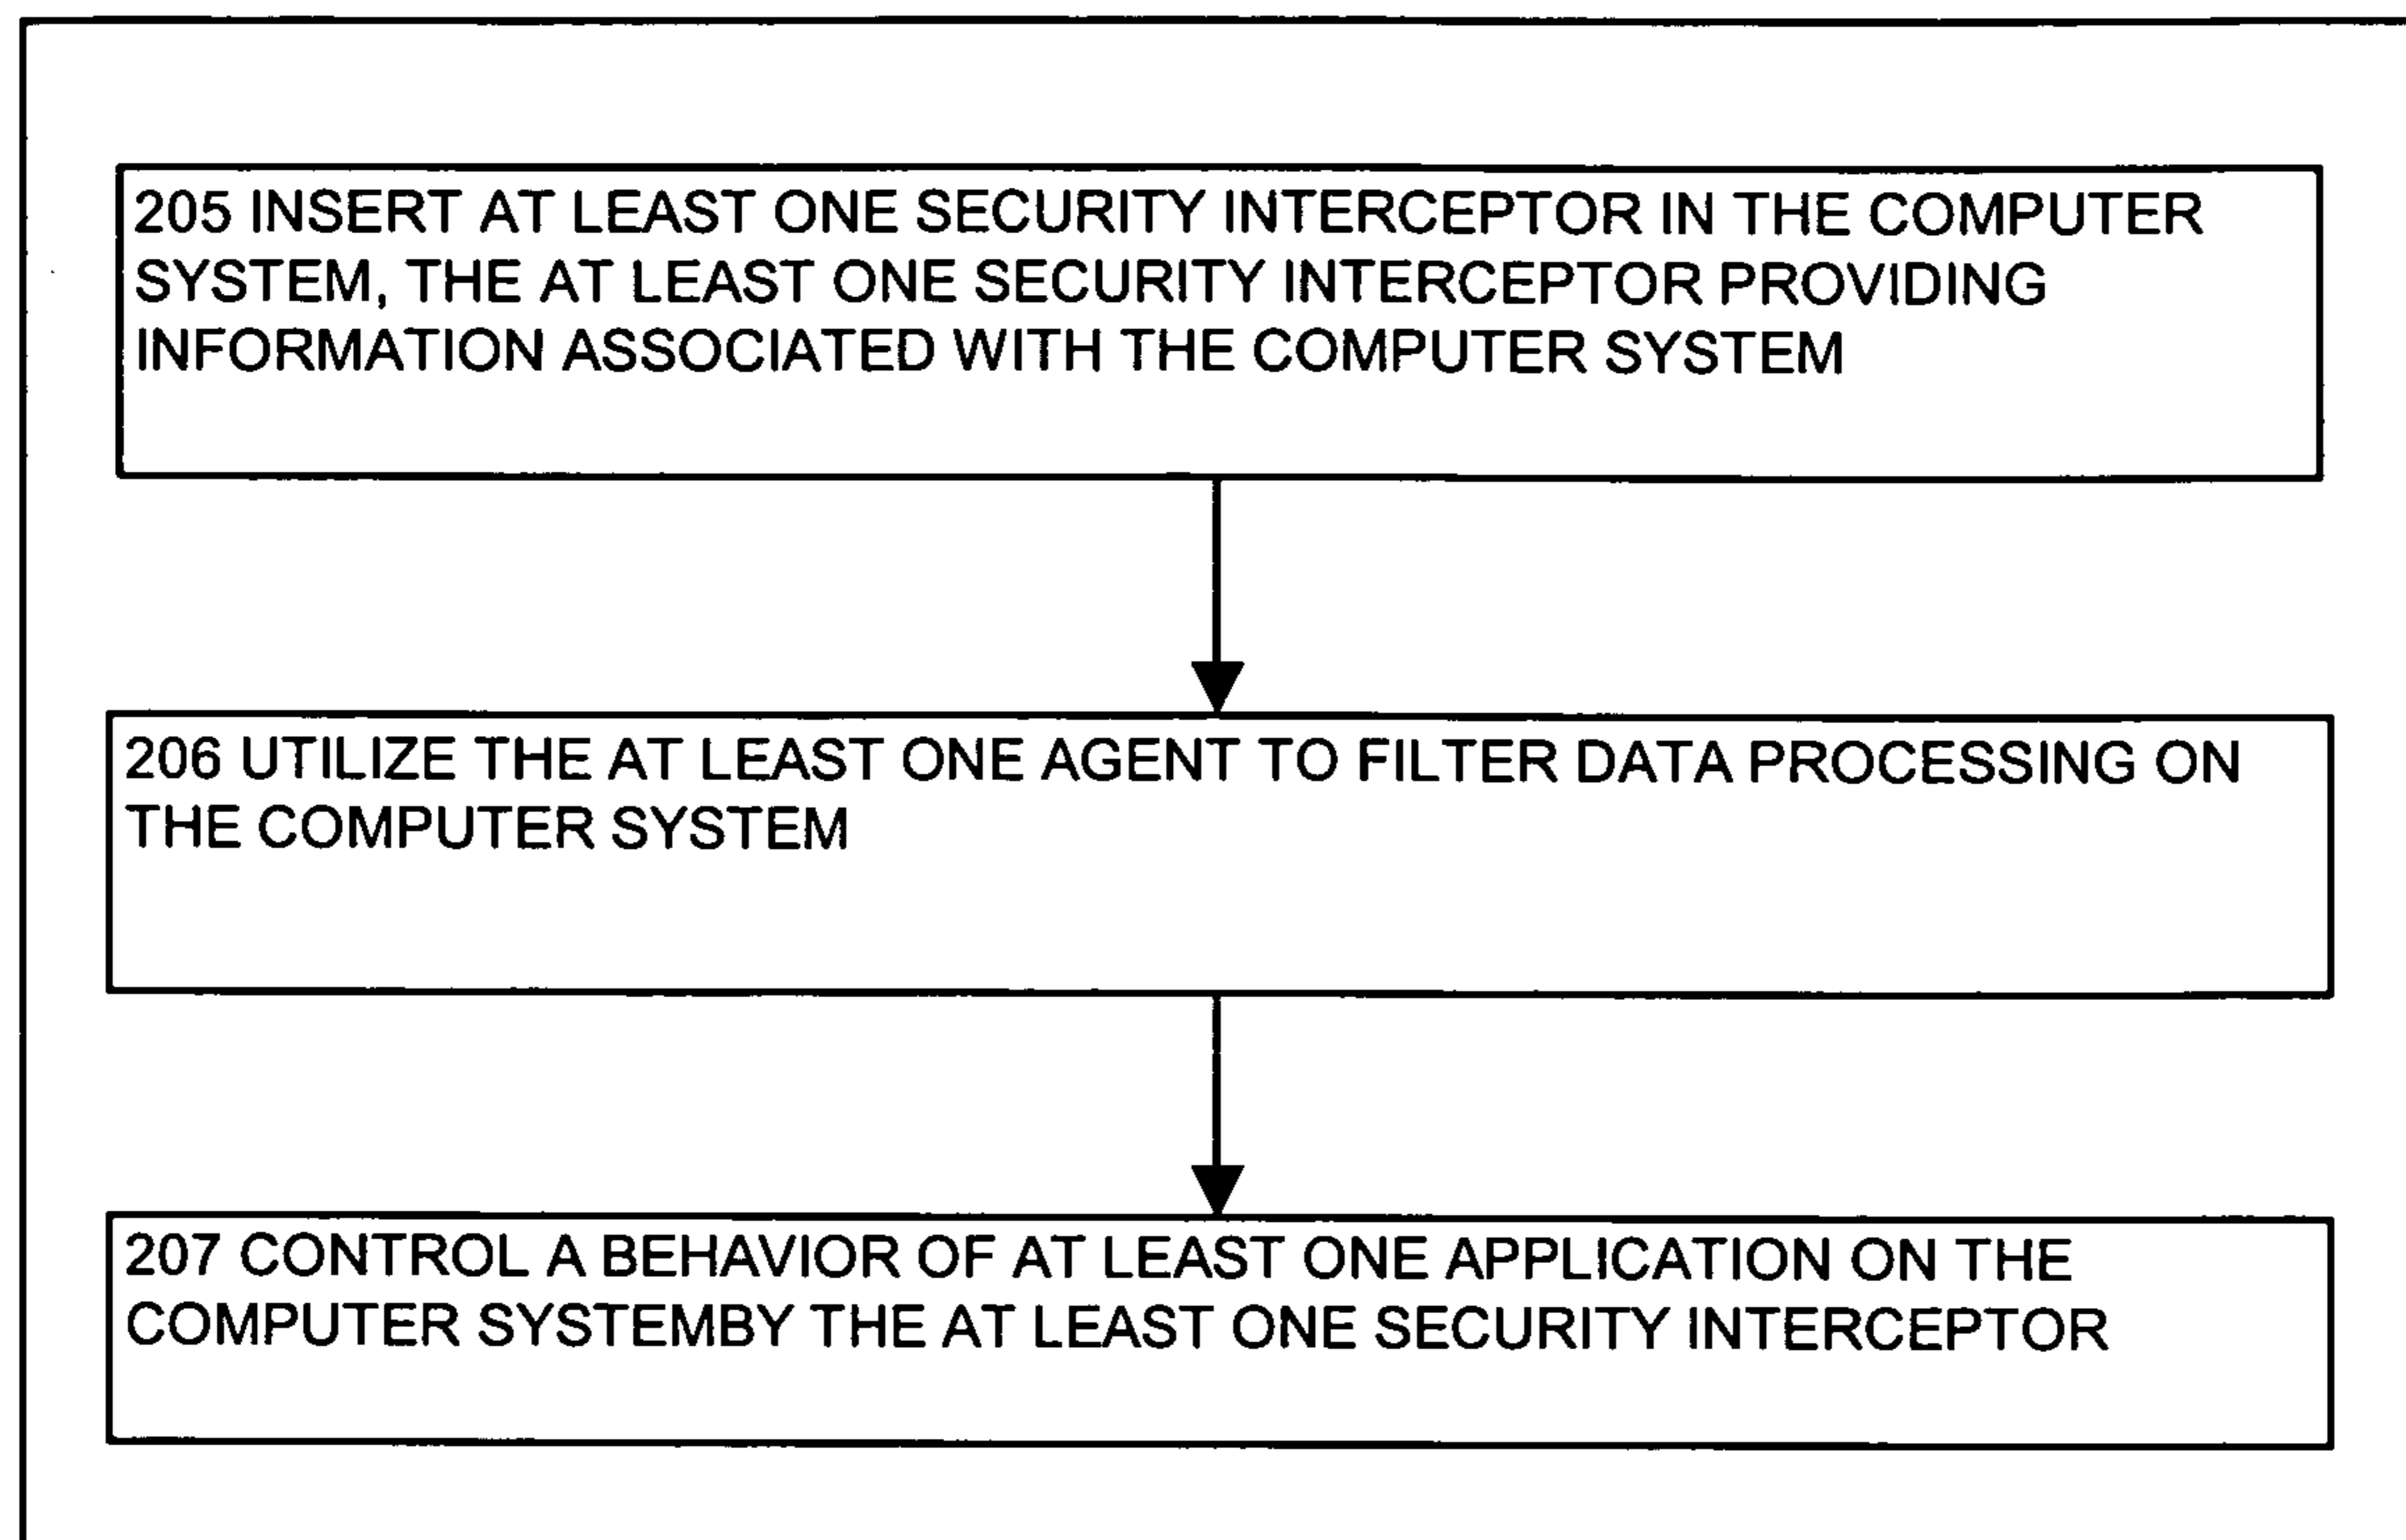 205 INSERT AT LEAST ONE SECURITY INTERCEPTOR IN THE COMPUTER
SYSTEM, THE AT LEAST ONE SECURITY INTERCEPTOR PROVIDING
INFORMATION ASSOCIATED WITH THE COMPUTER SYSTEM
206 UTILIZE THE AT LEAST ONE AGENT TO FILTER DATA PROCESSING ON
THE COMPUTER SYSTEM
207 CONTROL A BEHAVIOR OF AT LEAST ONE APPLICATION ON THE
COMPUTER SYSTEMBY THE AT LEAST ONE SECURITY INTERCEPTOR